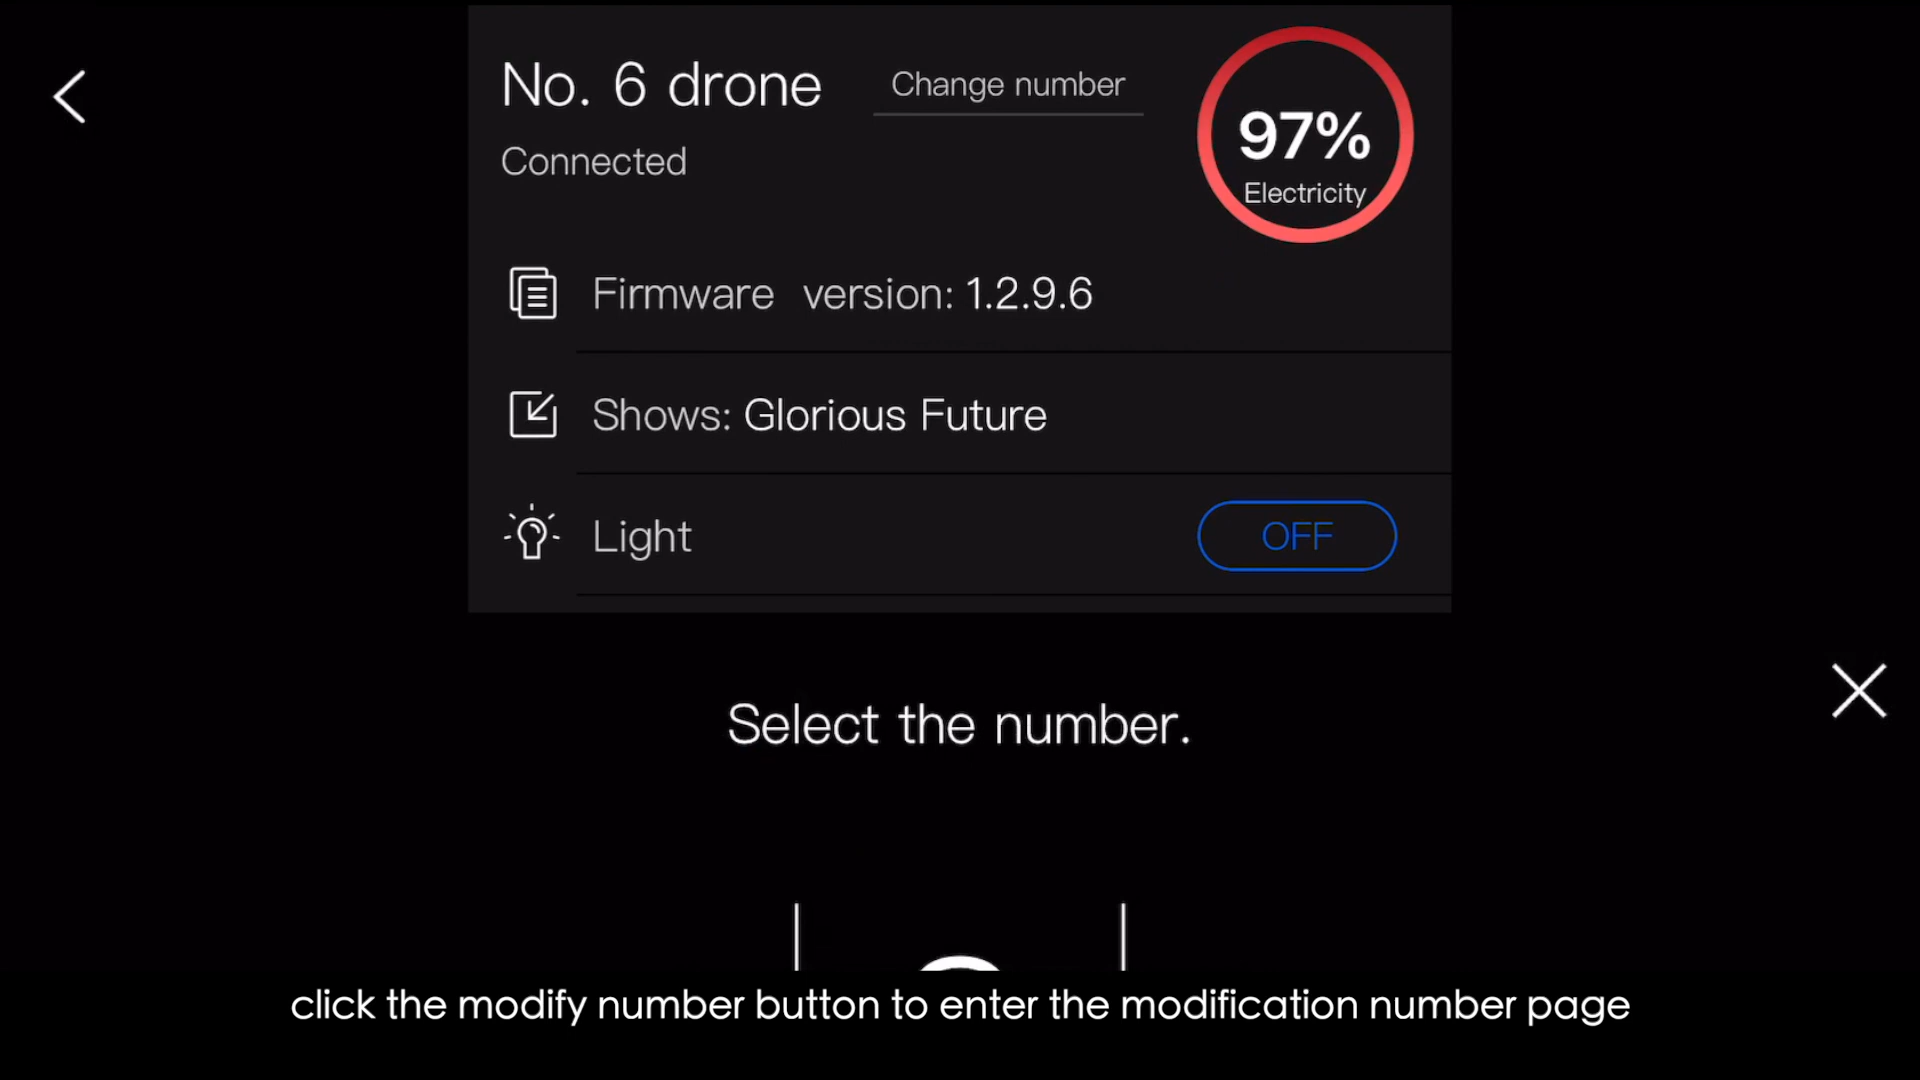 No. 6 drone
Change number
97%
Electricity
Connected
Firmware version: 1.2.9.6
Shows: Glorious Future
Light
OFF
Select the number.
click the modify number button to enter the modification number page